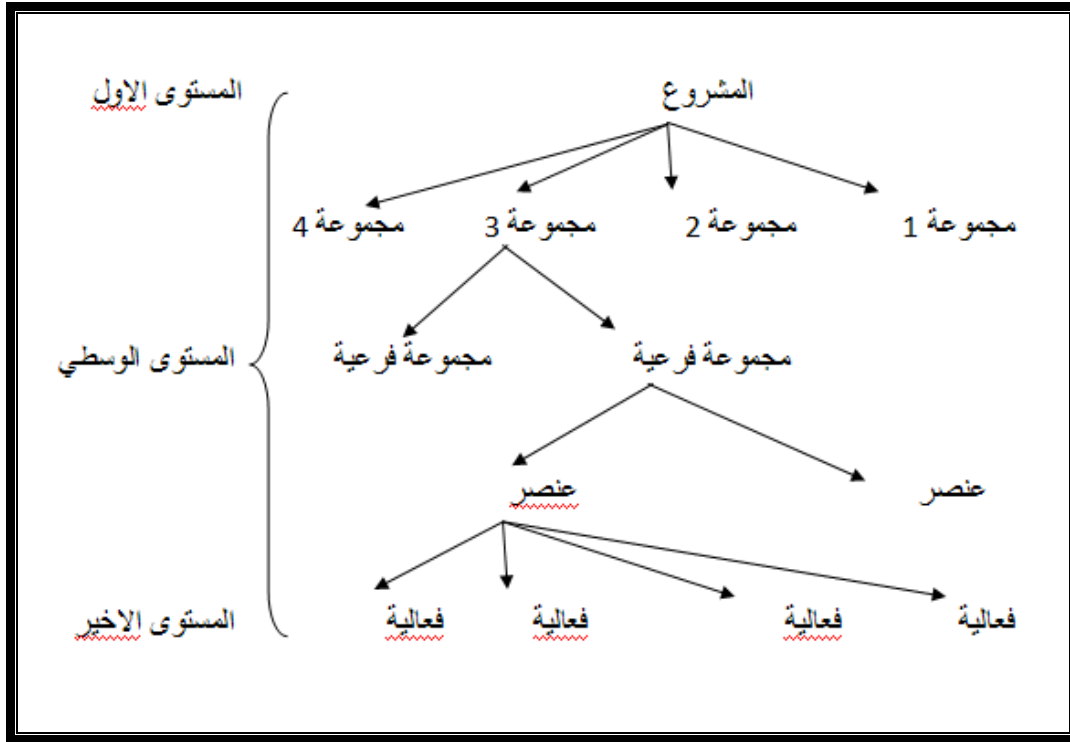 المشروع المستوى الاول
مجموعة 1 مجموعة 2 مجموعة 3 مجموعة 4
مجموعة فرعية مجموعة فرعية المستوى الوسطي
عنصر عنصر
فعالية فعالية فعالية فعالية المستوى الاخير